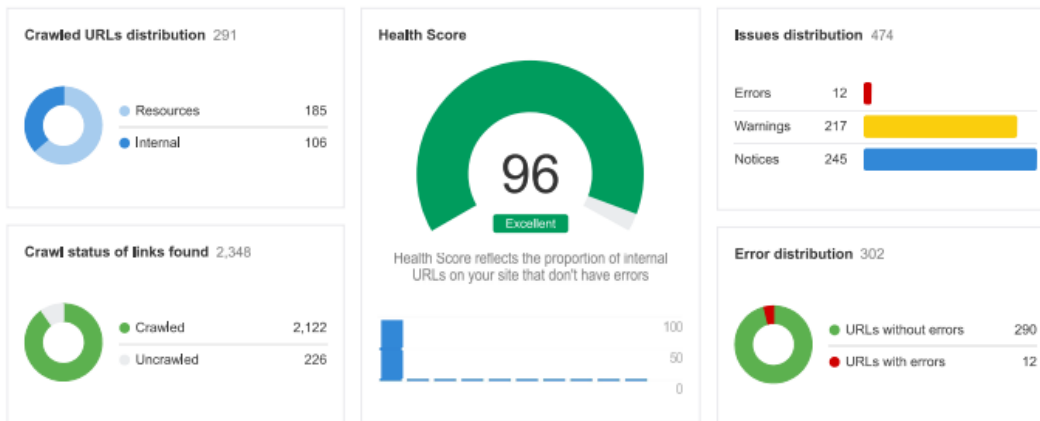 Crawled URLs distribution 291
Resources 185
Internal 106
Crawl status of links found 2,348
Crawled 2,122
Uncrawled 226
Health Score
96
Excellent
Health Score reflects the proportion of internal
URLs on your site that don't have errors
100
50
0
Issues distribution 474
Errors 12
Warnings 217
Notices 245
Error distribution 302
URLs without errors 290
URLs with errors 12